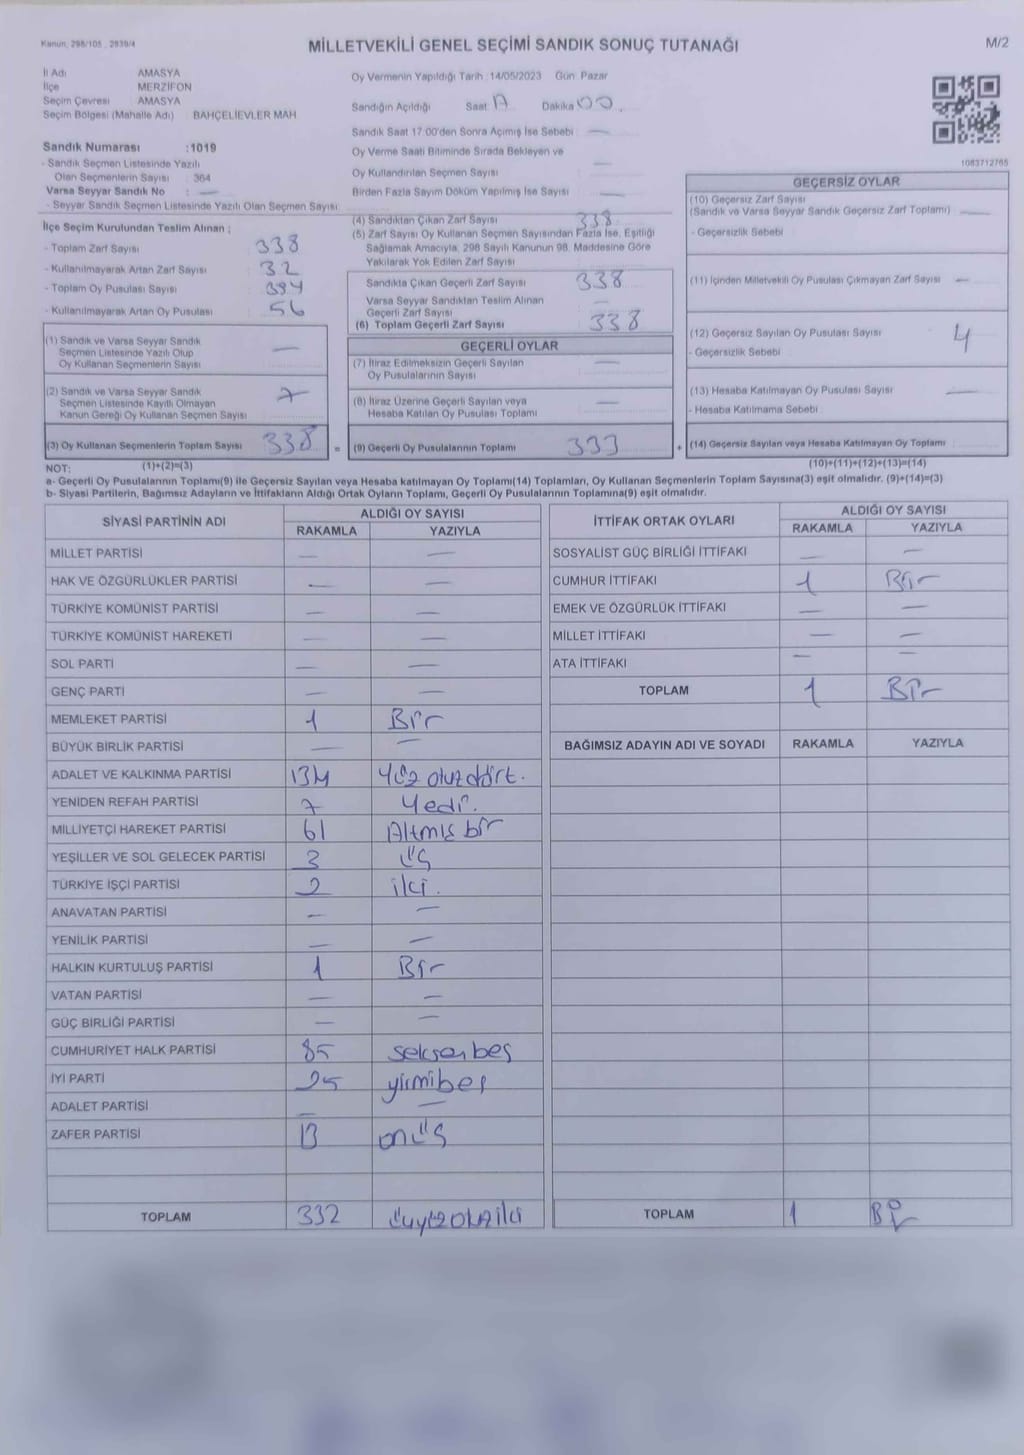 Kanun: 298/105 , 2839/4
MİLLETVEKİLİ GENEL SEÇİMİ SANDIK SONUÇ TUTANAĞI
M/2
İl Adı AMASYA
İlçe MERZİFON
Seçim Çevresi AMASYA
Seçim Bölgesi (Mahalle Adı) BAHÇELİEVLER MAH
Sandık Numarası :1019
- Sandık Seçmen Listesinde Yazılı
Olan Seçmenlerin Sayısı : 364
Varsa Seyyar Sandık No : —
- Seyyar Sandık Seçmen Listesinde Yazılı Olan Seçmen Sayısı:
Oy Vermenin Yapıldığı Tarih :14/05/2023 Gün: Pazar
Sandığın Açıldığı Saat Dakika 00
Sandık Saat 17:00'den Sonra Açımış İse Sebebi : —
Oy Verme Saati Bitiminde Sırada Bekleyen ve
Oy Kullandırılan Seçmen Sayısı : —
Birden Fazla Sayım Döküm Yapılmış İse Sayısı : —
1083712765
İlçe Seçim Kurulundan Teslim Alınan ;
- Toplam Zarf Sayısı : 338
- Kullanılmayarak Artan Zarf Sayısı : 32
- Toplam Oy Pusulası Sayısı : 394
- Kullanılmayarak Artan Oy Pusulası : 56
(1) Sandık ve Varsa Seyyar Sandık
Seçmen Listesinde Yazılı Olup
Oy Kullanan Seçmenlerin Sayısı : —
(2) Sandık ve Varsa Seyyar Sandık
Seçmen Listesinde Kayıtlı Olmayan
Kanun Gereği Oy Kullanan Seçmen Sayısı : 7
(3) Oy Kullanan Seçmenlerin Toplam Sayısı 338 =
(4) Sandıktan Çıkan Zarf Sayısı : 338
(5) Zarf Sayısı Oy Kullanan Seçmen Sayısından Fazla İse, Eşitliği
Sağlamak Amacıyla, 298 Sayılı Kanunun 98. Maddesine Göre
Yakılarak Yok Edilen Zarf Sayısı :
Sandıkta Çıkan Geçerli Zarf Sayısı : 338
Varsa Seyyar Sandıktan Teslim Alınan
Geçerli Zarf Sayısı : —
(6) Toplam Geçerli Zarf Sayısı : 338
GEÇERLİ OYLAR
(7) İtiraz Edilmeksizin Geçerli Sayılan
Oy Pusulalarının Sayısı : —
(8) İtiraz Üzerine Geçerli Sayılan veya
Hesaba Katılan Oy Pusulası Toplamı : —
(9) Geçerli Oy Pusulalarının Toplamı 333 +
GEÇERSİZ OYLAR
(10) Geçersiz Zarf Sayısı
(Sandık ve Varsa Seyyar Sandık Geçersiz Zarf Toplamı) : —
- Geçersizlik Sebebi :
(11) İçinden Milletvekili Oy Pusulası Çıkmayan Zarf Sayısı : —
(12) Geçersiz Sayılan Oy Pusulası Sayısı : 4
- Geçersizlik Sebebi :
(13) Hesaba Katılmayan Oy Pusulası Sayısı : —
- Hesaba Katılmama Sebebi :
(14) Geçersiz Sayılan veya Hesaba Katılmayan Oy Toplamı :
NOT: (1)+(2)=(3) (10)+(11)+(12)+(13)=(14)
a- Geçerli Oy Pusulalarının Toplamı(9) ile Geçersiz Sayılan veya Hesaba katılmayan Oy Toplamı(14) Toplamları, Oy Kullanan Seçmenlerin Toplam Sayısına(3) eşit olmalıdır. (9)+(14)=(3)
b- Siyasi Partilerin, Bağımsız Adayların ve İttifakların Aldığı Ortak Oyların Toplamı, Geçerli Oy Pusulalarının Toplamına(9) eşit olmalıdır.
SİYASİ PARTİNİN ADI ALDIĞI OY SAYISI
RAKAMLA YAZIYLA
MİLLET PARTİSİ — —
HAK VE ÖZGÜRLÜKLER PARTİSİ — —
TÜRKİYE KOMÜNİST PARTİSİ — —
TÜRKİYE KOMÜNİST HAREKETİ — —
SOL PARTİ — —
GENÇ PARTİ — —
MEMLEKET PARTİSİ 1 Bir
BÜYÜK BİRLİK PARTİSİ — —
ADALET VE KALKINMA PARTİSİ 134 Yüz otuzdört.
YENİDEN REFAH PARTİSİ 7 Yedi.
MİLLİYETÇİ HAREKET PARTİSİ 61 Altmış bir
YEŞİLLER VE SOL GELECEK PARTİSİ 3 üç
TÜRKİYE İŞÇİ PARTİSİ 2 iki.
ANAVATAN PARTİSİ — —
YENİLİK PARTİSİ — —
HALKIN KURTULUŞ PARTİSİ 1 Bir
VATAN PARTİSİ — —
GÜÇ BİRLİĞİ PARTİSİ — —
CUMHURİYET HALK PARTİSİ 85 seksenbeş
İYİ PARTİ 25 yirmibeş
ADALET PARTİSİ — —
ZAFER PARTİSİ 13 onüç
TOPLAM 332 üçyüzotuziki
İTTİFAK ORTAK OYLARI ALDIĞI OY SAYISI
RAKAMLA YAZIYLA
SOSYALİST GÜÇ BİRLİĞİ İTTİFAKI — —
CUMHUR İTTİFAKI 1 Bir
EMEK VE ÖZGÜRLÜK İTTİFAKI — —
MİLLET İTTİFAKI — —
ATA İTTİFAKI — —
TOPLAM 1 Bir
BAĞIMSIZ ADAYIN ADI VE SOYADI RAKAMLA YAZIYLA
TOPLAM 1 Bir